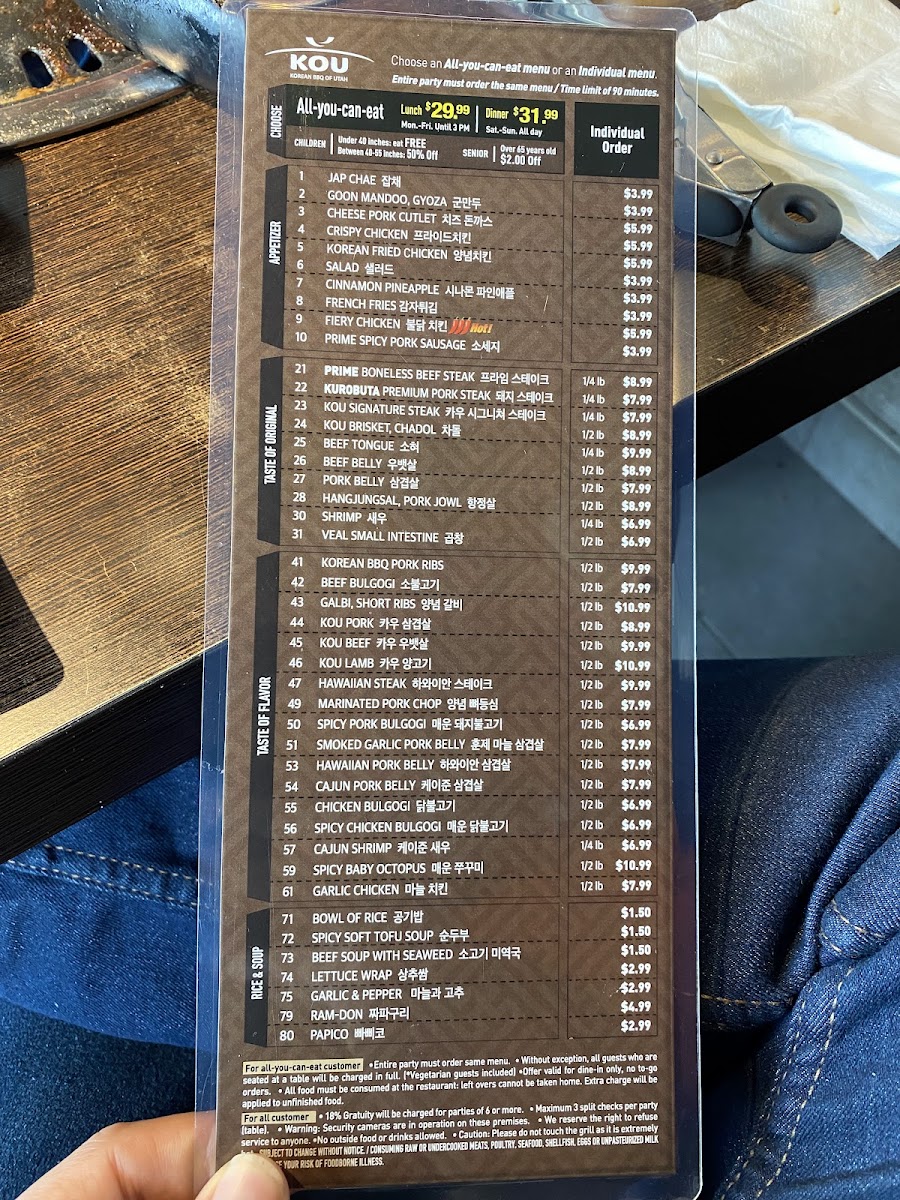 KOU
KOREAN BBQ OF UTAH
Choose an All-you-can-eat menu or an Individual menu.
Entire party must order the same menu / Time limit of 90 minutes.
CHOOSE
All-you-can-eat Lunch $29.99 Dinner $31.99
Mon.-Fri. Until 3 PM Sat.-Sun. All day
CHILDREN Under 40 inches: eat FREE
Between 40-55 inches: 50% Off
SENIOR Over 65 years old
$2.00 Off
Individual
Order
APPETIZER
1 JAP CHAE 잡채 $3.99
2 GOON MANDOO, GYOZA 군만두 $3.99
3 CHEESE PORK CUTLET 치즈 돈까스 $5.99
4 CRISPY CHICKEN 프라이드치킨 $5.99
5 KOREAN FRIED CHICKEN 양념치킨 $5.99
6 SALAD 샐러드 $3.99
7 CINNAMON PINEAPPLE 시나몬 파인애플 $3.99
8 FRENCH FRIES 감자튀김 $3.99
9 FIERY CHICKEN 불닭 치킨 Hot! $5.99
10 PRIME SPICY PORK SAUSAGE 소세지 $3.99
TASTE OF ORIGINAL
21 PRIME BONELESS BEEF STEAK 프라임 스테이크 1/4 lb $8.99
22 KUROBUTA PREMIUM PORK STEAK 돼지 스테이크 1/4 lb $7.99
23 KOU SIGNATURE STEAK 카우 시그니쳐 스테이크 1/4 lb $7.99
24 KOU BRISKET, CHADOL 차돌 1/2 lb $8.99
25 BEEF TONGUE 소혀 1/4 lb $9.99
26 BEEF BELLY 우뱃살 1/2 lb $8.99
27 PORK BELLY 삼겹살 1/2 lb $7.99
28 HANGJUNGSAL, PORK JOWL 항정살 1/2 lb $8.99
30 SHRIMP 새우 1/4 lb $6.99
31 VEAL SMALL INTESTINE 곱창 1/2 lb $6.99
TASTE OF FLAVOR
41 KOREAN BBQ PORK RIBS 1/2 lb $9.99
42 BEEF BULGOGI 소불고기 1/2 lb $7.99
43 GALBI, SHORT RIBS 양념 갈비 1/2 lb $10.99
44 KOU PORK 카우 삼겹살 1/2 lb $8.99
45 KOU BEEF 카우 우뱃살 1/2 lb $9.99
46 KOU LAMB 카우 양고기 1/2 lb $10.99
47 HAWAIIAN STEAK 하와이안 스테이크 1/2 lb $9.99
49 MARINATED PORK CHOP 양념 뼈등심 1/2 lb $7.99
50 SPICY PORK BULGOGI 매운 돼지불고기 1/2 lb $6.99
51 SMOKED GARLIC PORK BELLY 훈제 마늘 삼겹살 1/2 lb $7.99
53 HAWAIIAN PORK BELLY 하와이안 삼겹살 1/2 lb $7.99
54 CAJUN PORK BELLY 케이준 삼겹살 1/2 lb $7.99
55 CHICKEN BULGOGI 닭불고기 1/2 lb $6.99
56 SPICY CHICKEN BULGOGI 매운 닭불고기 1/2 lb $6.99
57 CAJUN SHRIMP 케이준 새우 1/4 lb $6.99
59 SPICY BABY OCTOPUS 매운 쭈꾸미 1/2 lb $10.99
61 GARLIC CHICKEN 마늘 치킨 1/2 lb $7.99
RICE & SOUP
71 BOWL OF RICE 공기밥 $1.50
72 SPICY SOFT TOFU SOUP 순두부 $1.50
73 BEEF SOUP WITH SEAWEED 소고기 미역국 $1.50
74 LETTUCE WRAP 상추쌈 $2.99
75 GARLIC & PEPPER 마늘과 고추 $2.99
79 RAM-DON 짜파구리 $4.99
80 PAPICO 빠삐코 $2.99
For all-you-can-eat customer • Entire party must order same menu. • Without exception, all guests who are
seated at a table will be charged in full. (*Vegetarian guests included) •Offer valid for dine-in only, no to-go
orders. • All food must be consumed at the restaurant: left overs cannot be taken home. Extra charge will be
applied to unfinished food.
For all customer • 18% Gratuity will be charged for parties of 6 or more. • Maximum 3 split checks per party
(table). • Warning: Security cameras are in operation on these premises. • We reserve the right to refuse
service to anyone. •No outside food or drinks allowed. • Caution: Please do not touch the grill as it is extremely
SUBJECT TO CHANGE WITHOUT NOTICE. / CONSUMING RAW OR UNDERCOOKED MEATS, POULTRY, SEAFOOD, SHELLFISH, EGGS OR UNPASTEURIZED MILK
YOUR RISK OF FOODBORNE ILLNESS.